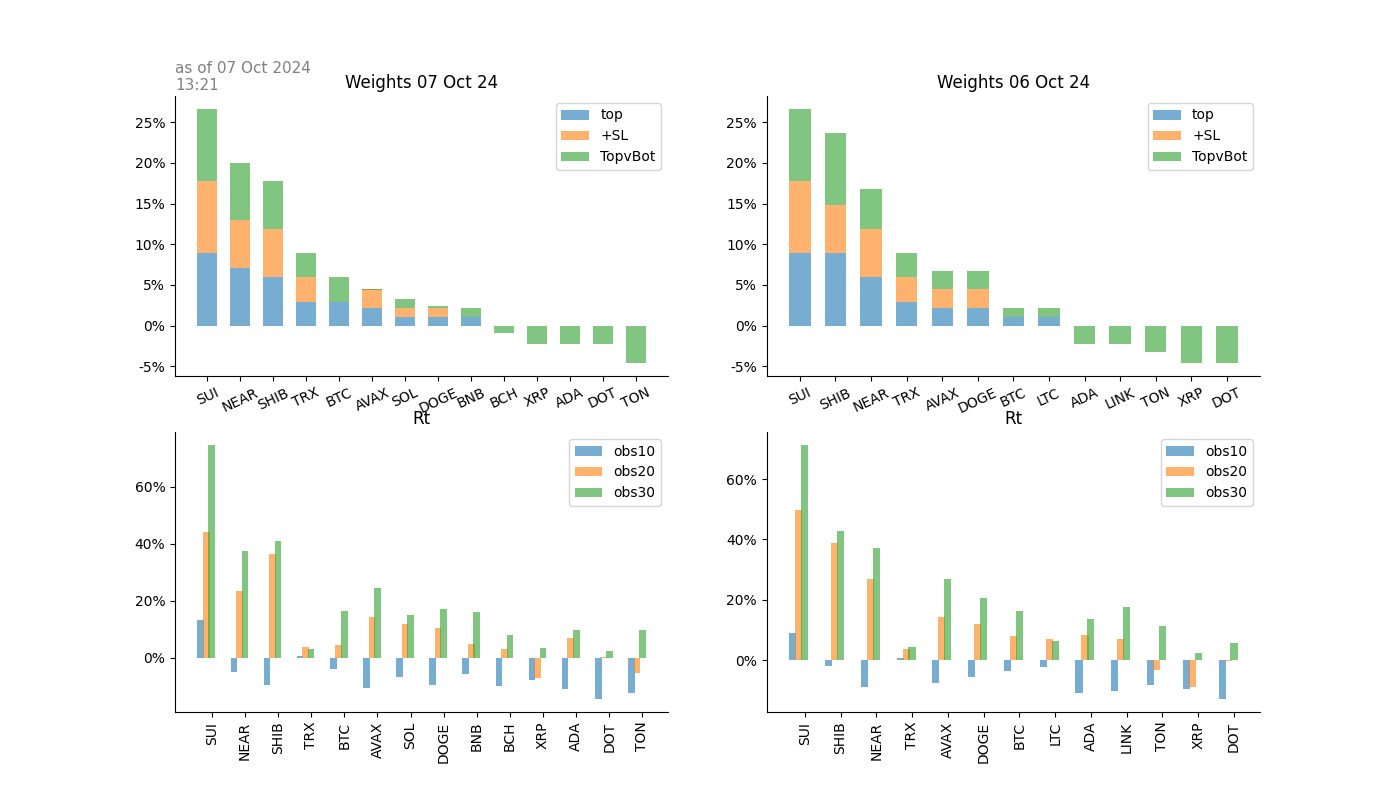 as of 07 Oct 2024
13:21
Weights 07 Oct 24
25%
20%
15%
10%
5%
0%
-5%
top
+SL
TopvBot
SUI NEAR SHIB TRX BTC AVAX SOL DOGE BNB BCH XRP ADA DOT TON
Weights 06 Oct 24
25%
20%
15%
10%
5%
0%
-5%
top
+SL
TopvBot
SUI SHIB NEAR TRX AVAX DOGE BTC LTC ADA LINK TON XRP DOT
Rt
60%
40%
20%
0%
obs10
obs20
obs30
SUI NEAR SHIB TRX BTC AVAX SOL DOGE BNB BCH XRP ADA DOT TON
Rt
60%
40%
20%
0%
obs10
obs20
obs30
SUI SHIB NEAR TRX AVAX DOGE BTC LTC ADA LINK TON XRP DOT